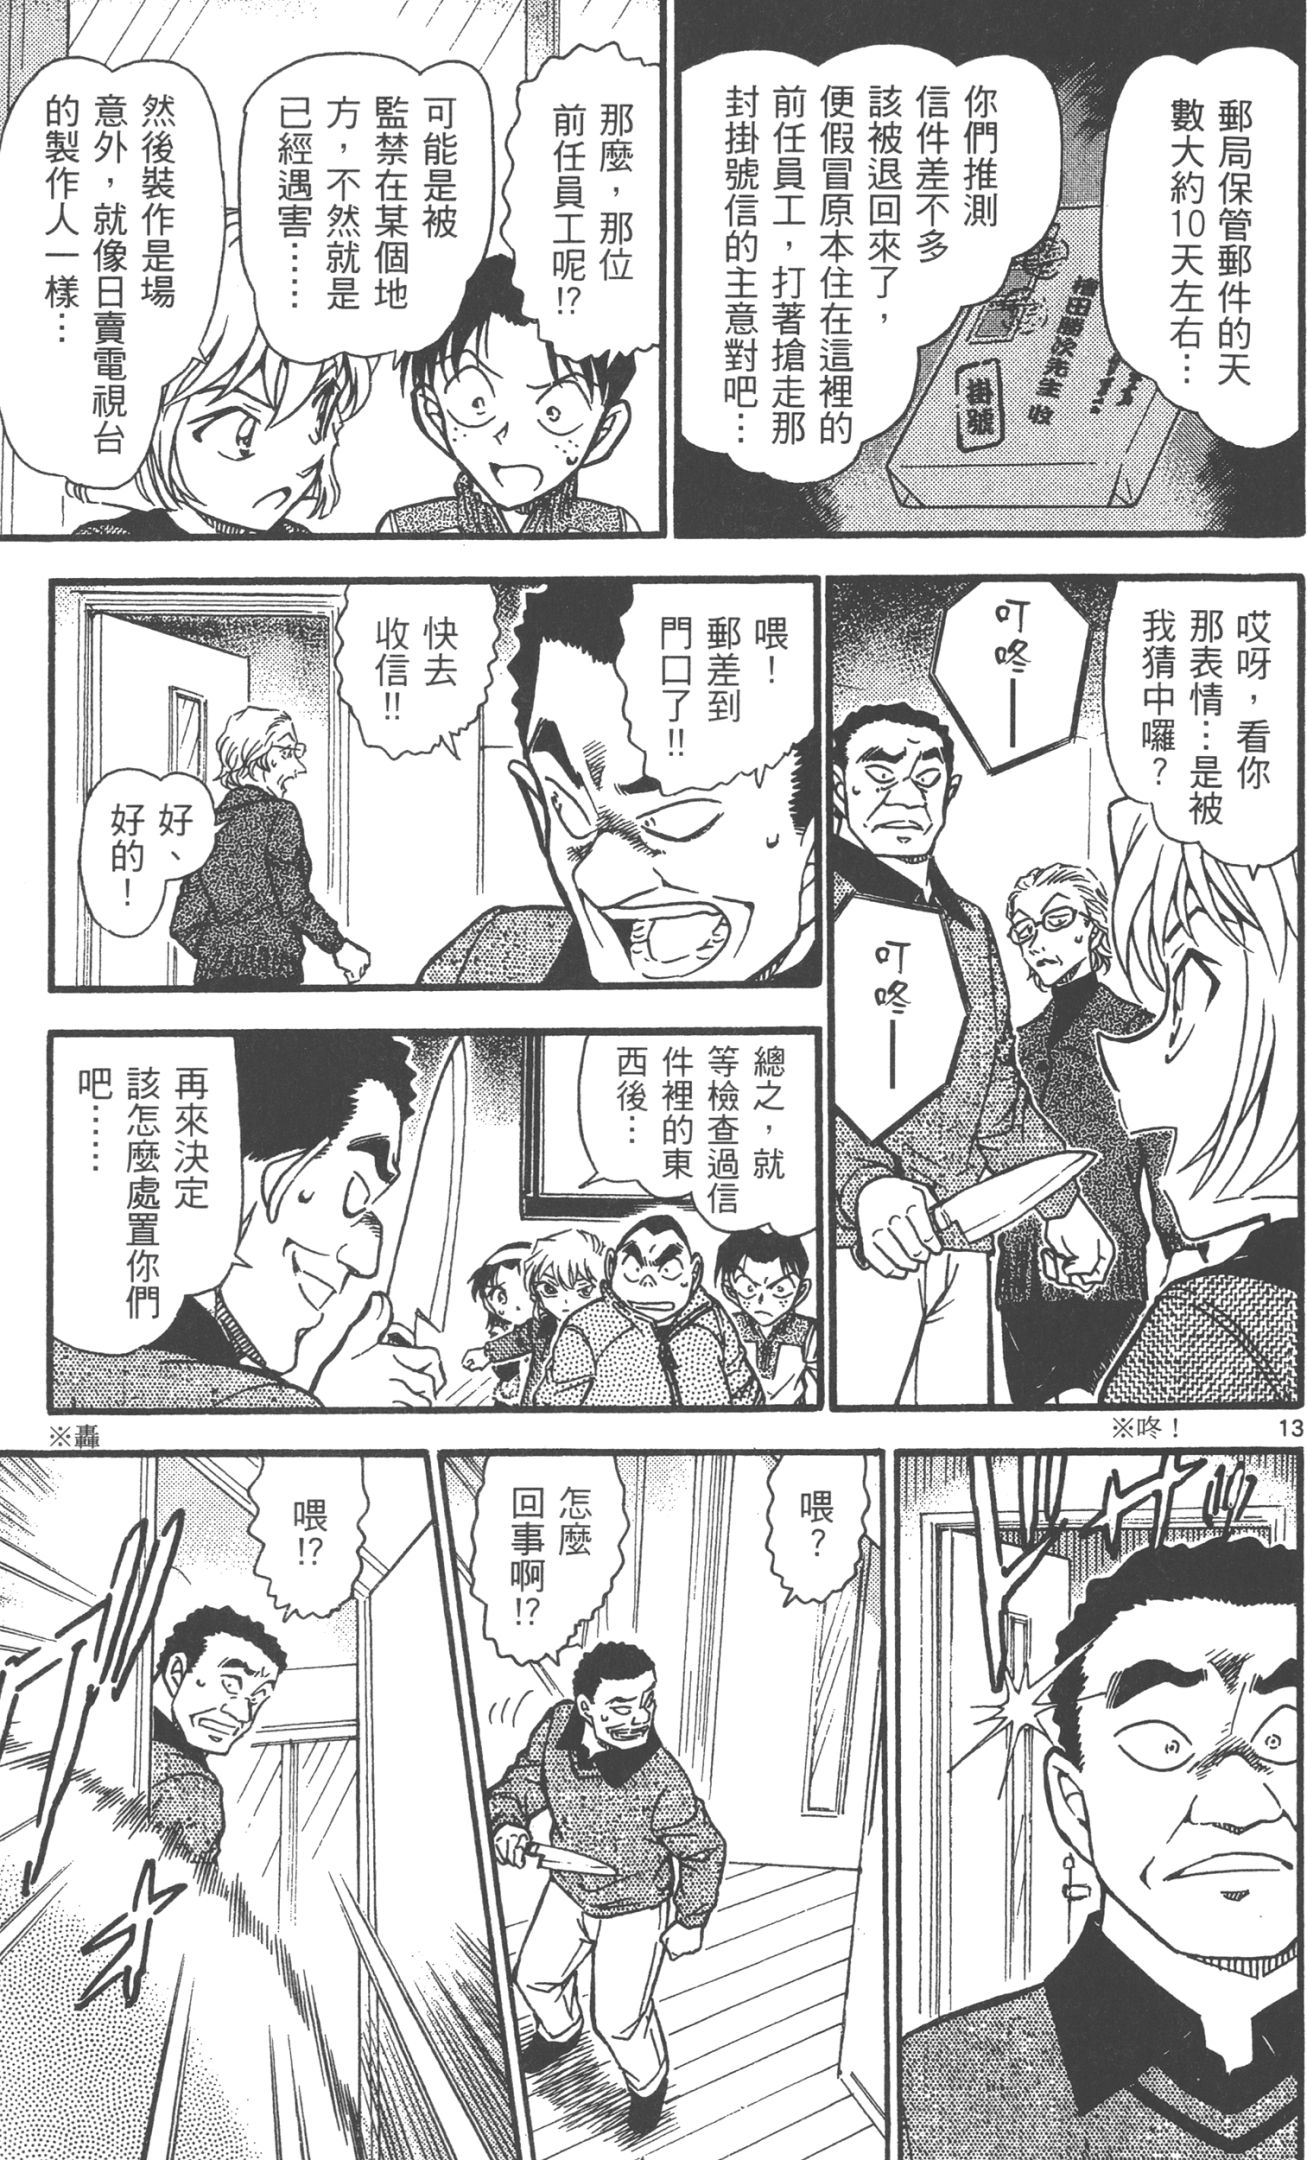 郵局保管郵件的天
數大約10天左右…
你們推測
信件差不多
該被退回來了，
便假冒原本住在這裡的
前任員工，打著搶走那
封掛號信的主意對吧…
先生 收
掛號
那麼，那位
前任員工呢!?
可能是被
監禁在某個地
方，不然就是
已經遇害……
然後裝作是場
意外，就像日賣電視台
的製作人一樣…
哎呀，看你
那表情…是被
我猜中囉？
叮咚——
叮咚——
喂！
郵差到
門口了!!
快去
收信!!
好、
好的！
總之，就
等檢查過信
件裡的東
西後…
再來決定
該怎麼處置你們
吧……
※咚！
13
※轟
喂？
怎麼
回事啊!?
喂!?